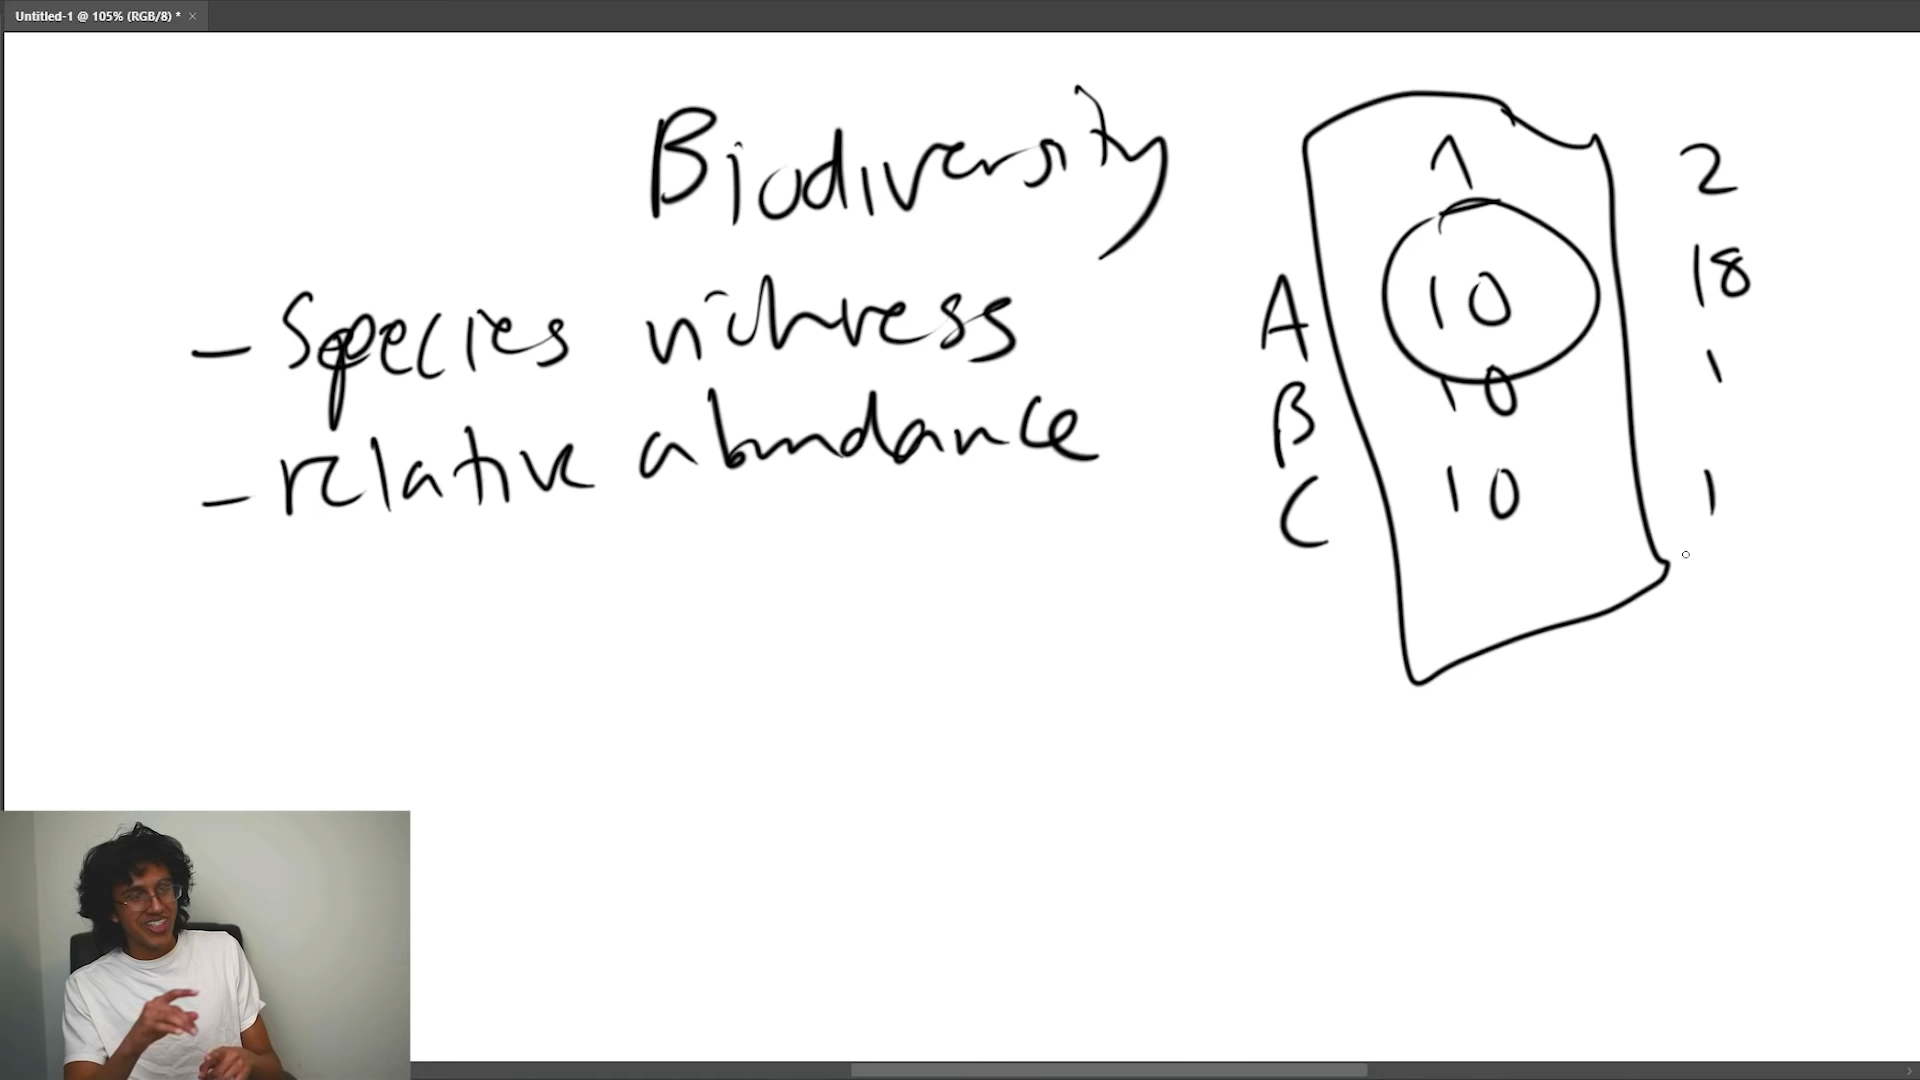 Untitled-1 @ 105% (RGB/8) *
Biodiversity
- Species richness
- relative abundance
1 2
A 10 18
B 10 1
C 10 1